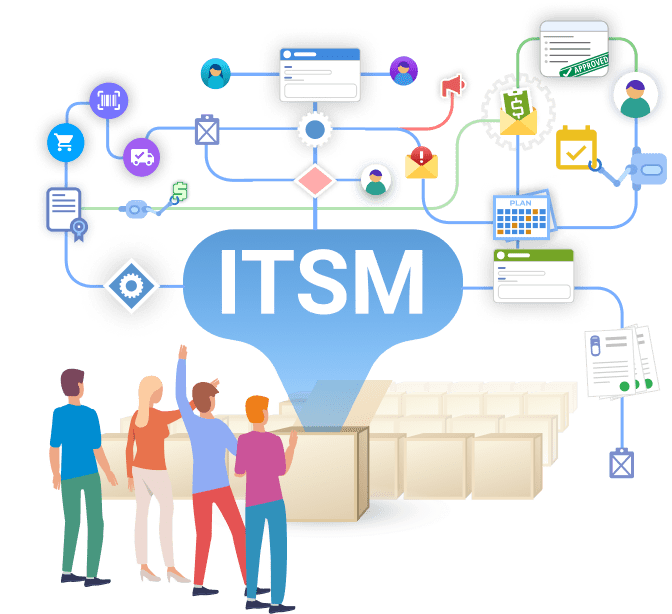 APPROVED
$
$
PLAN
ITSM